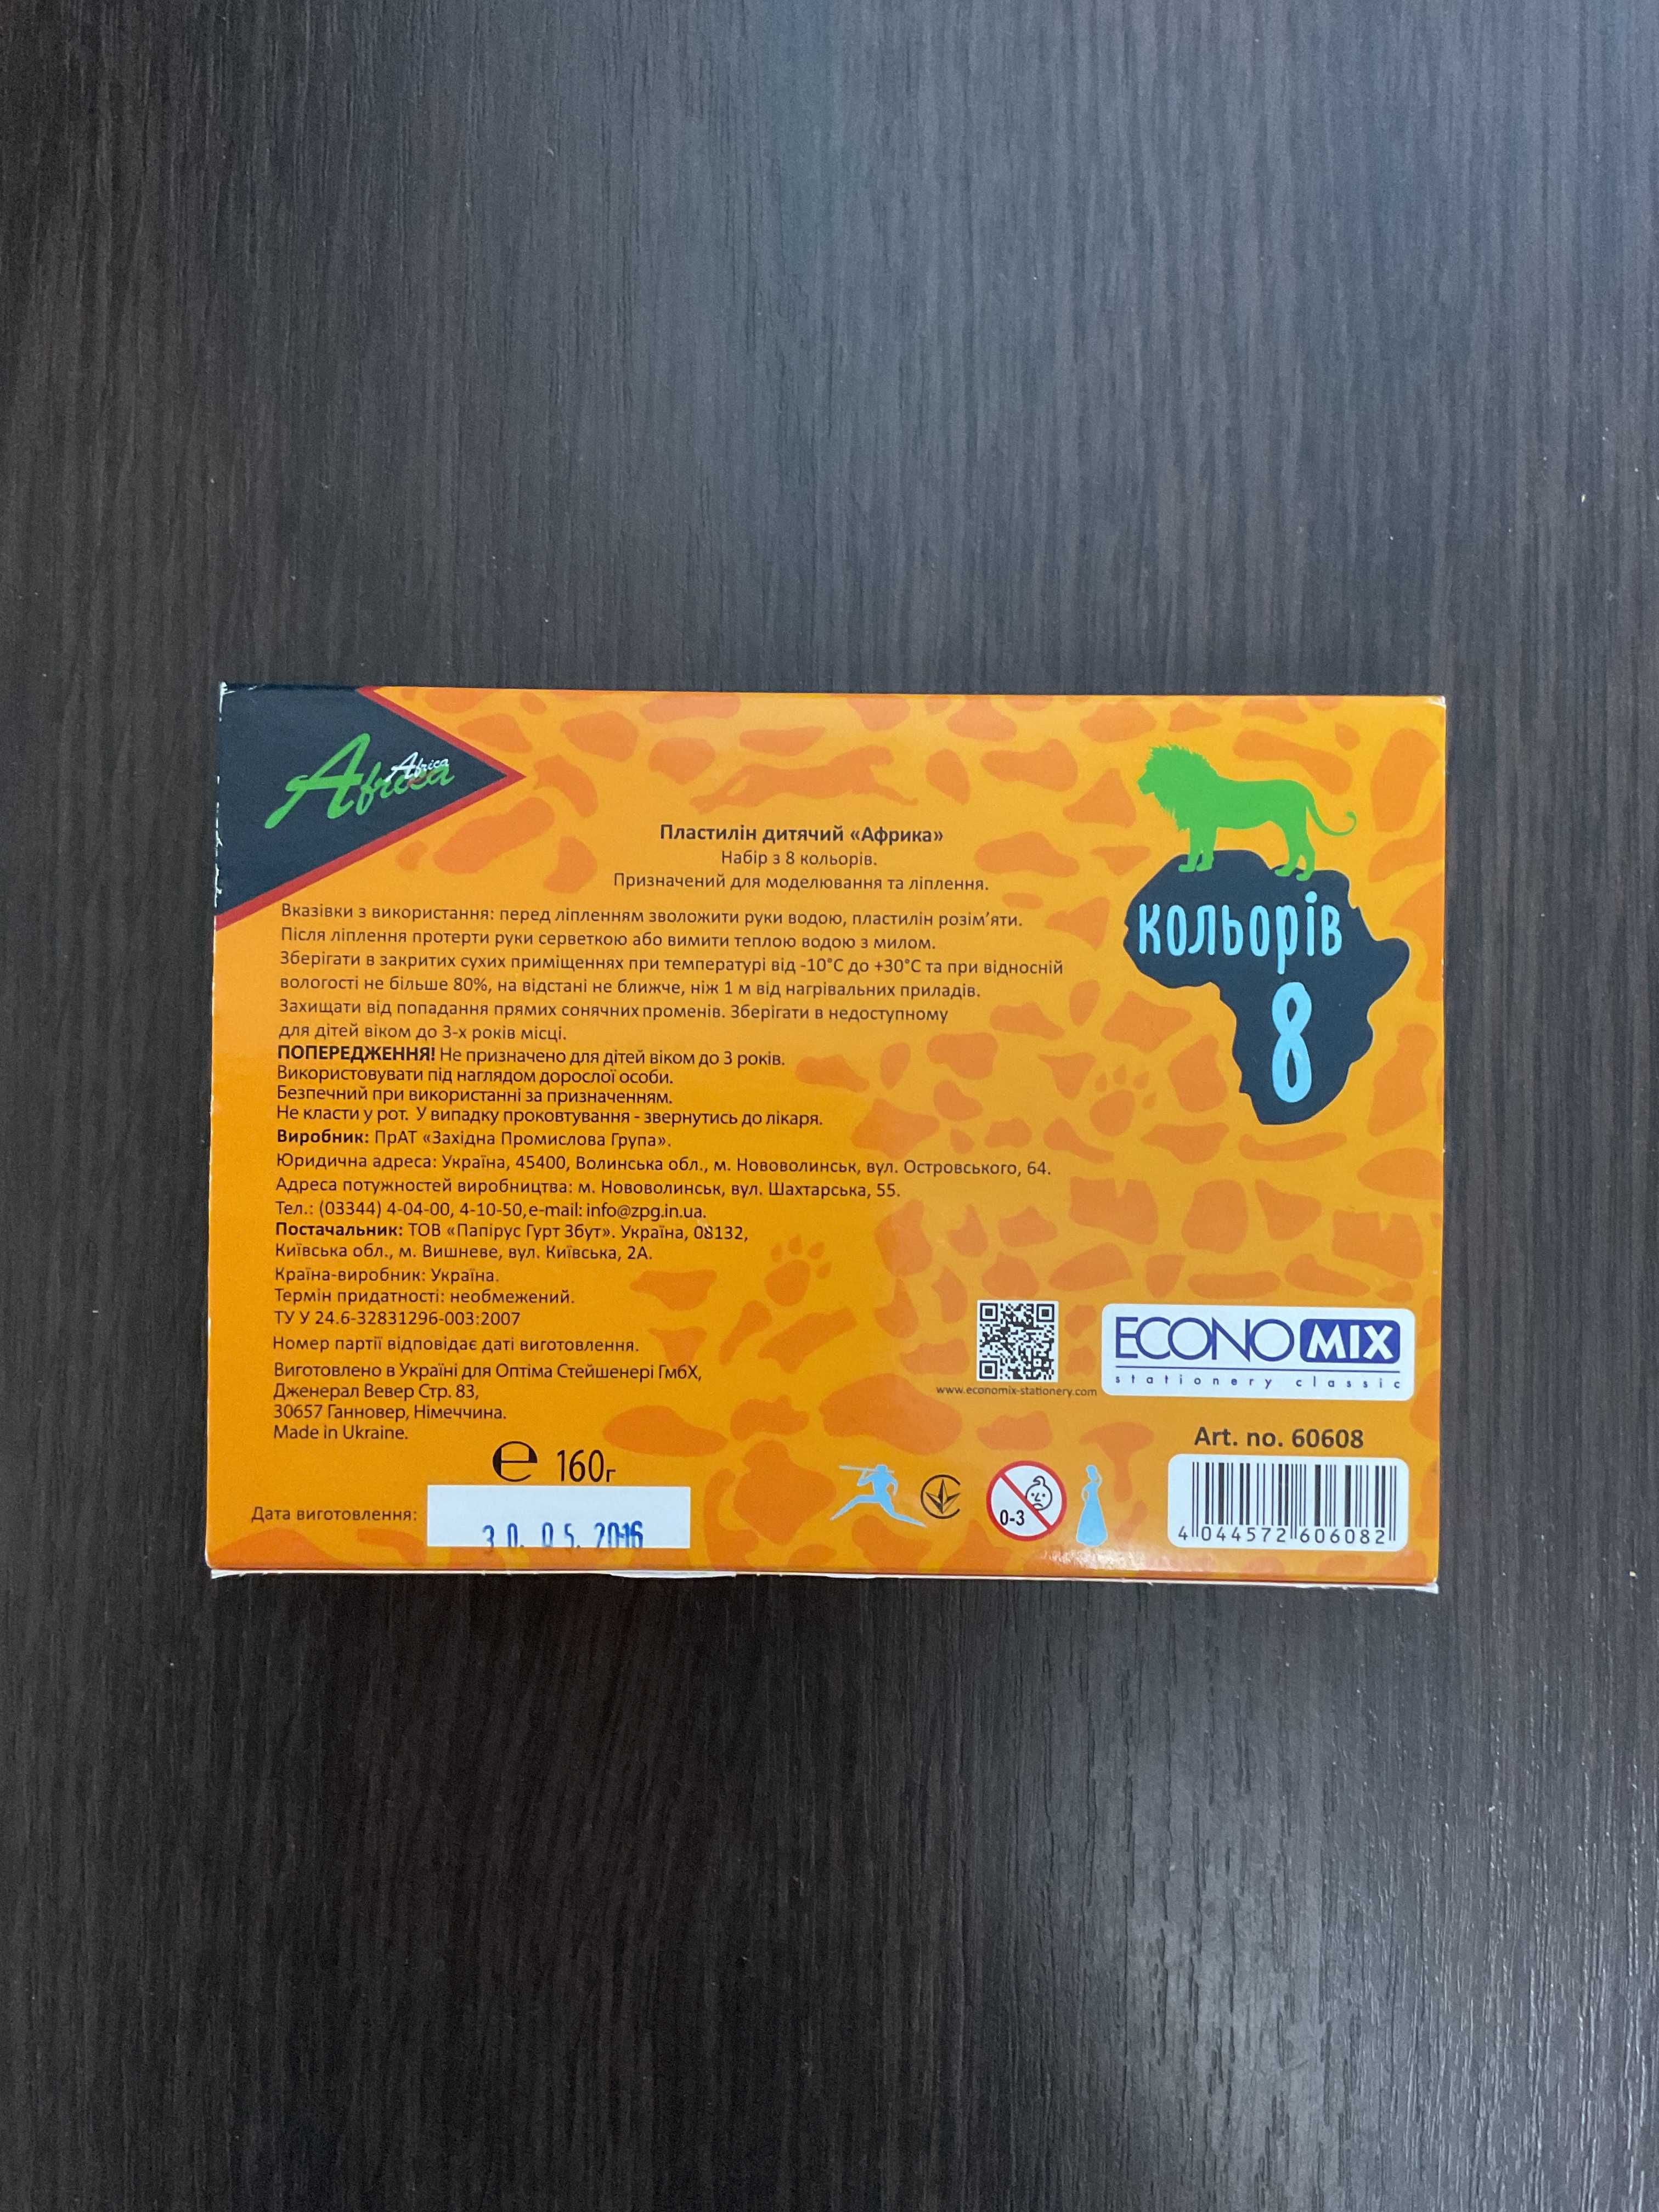 Africa
Africa
Пластилін дитячий «Африка»
Набір з 8 кольорів.
Призначений для моделювання та ліплення.
Вказівки з використання: перед ліпленням зволожити руки водою, пластилін розім’яти.
Після ліплення протерти руки серветкою або вимити теплою водою з милом.
Зберігати в закритих сухих приміщеннях при температурі від -10°С до +30°С та при відносній
вологості не більше 80%, на відстані не ближче, ніж 1 м від нагрівальних приладів.
Захищати від попадання прямих сонячних променів. Зберігати в недоступному
для дітей віком до 3-х років місці.
ПОПЕРЕДЖЕННЯ! Не призначено для дітей віком до 3 років.
Використовувати під наглядом дорослої особи.
Безпечний при використанні за призначенням.
Не класти у рот. У випадку проковтування - звернутись до лікаря.
Виробник: ПрАТ «Західна Промислова Група».
Юридична адреса: Україна, 45400, Волинська обл., м. Нововолинськ, вул. Островського, 64.
Адреса потужностей виробництва: м. Нововолинськ, вул. Шахтарська, 55.
Тел.: (03344) 4-04-00, 4-10-50, e-mail: info@zpg.in.ua.
Постачальник: ТОВ «Папірус Гурт Збут». Україна, 08132,
Київська обл., м. Вишневе, вул. Київська, 2А.
Країна-виробник: Україна.
Термін придатності: необмежений.
ТУ У 24.6-32831296-003:2007
Номер партії відповідає даті виготовлення.
Виготовлено в Україні для Оптіма Стейшенері ГмбХ,
Дженерал Вевер Стр. 83,
30657 Ганновер, Німеччина.
Made in Ukraine.
е 160г
Дата виготовлення:
30. 05. 2016
кольорів
8
www.economix-stationery.com
ECONOMIX
stationery classic
Art. no. 60608
0-3
4 044572 606082